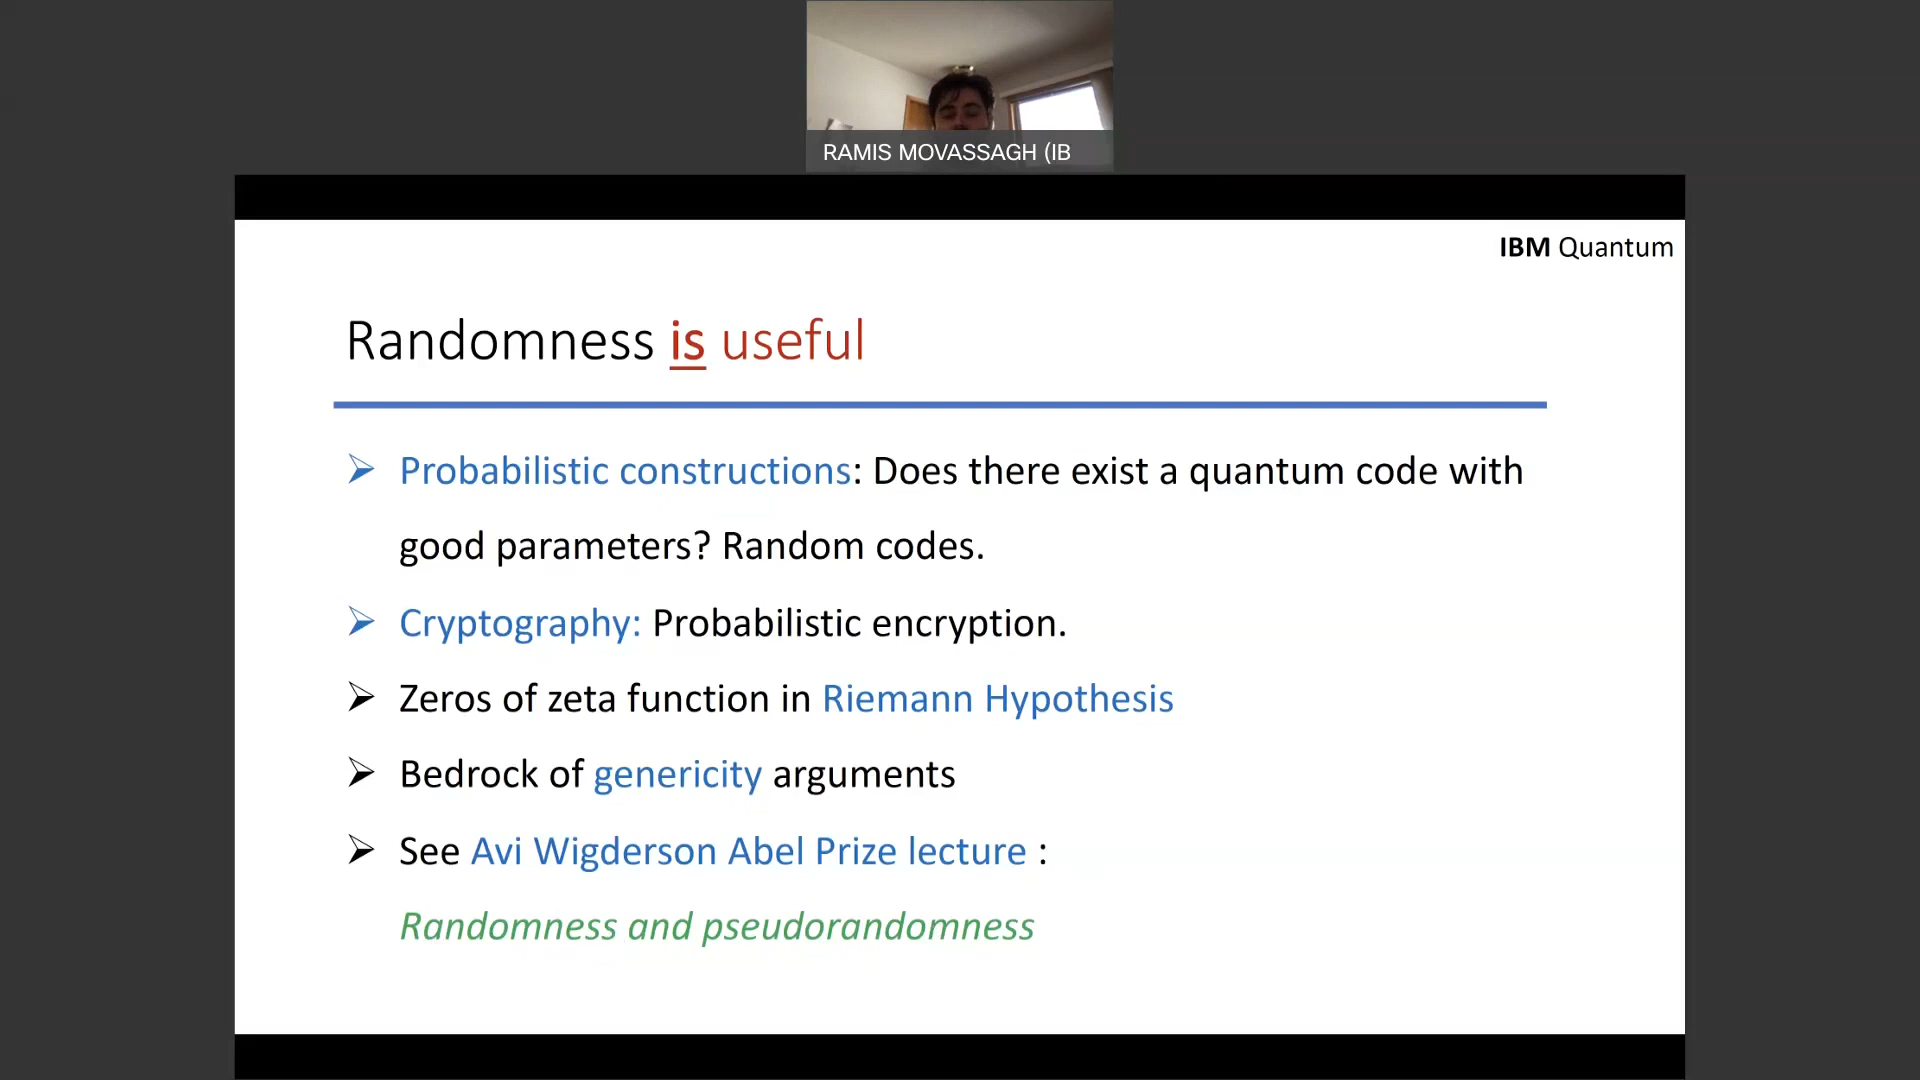 RAMIS MOVASSAGH (IB
IBM Quantum
Randomness is useful
Probabilistic constructions: Does there exist a quantum code with
good parameters? Random codes.
Cryptography: Probabilistic encryption.
Zeros of zeta function in Riemann Hypothesis
Bedrock of genericity arguments
See Avi Wigderson Abel Prize lecture :
Randomness and pseudorandomness